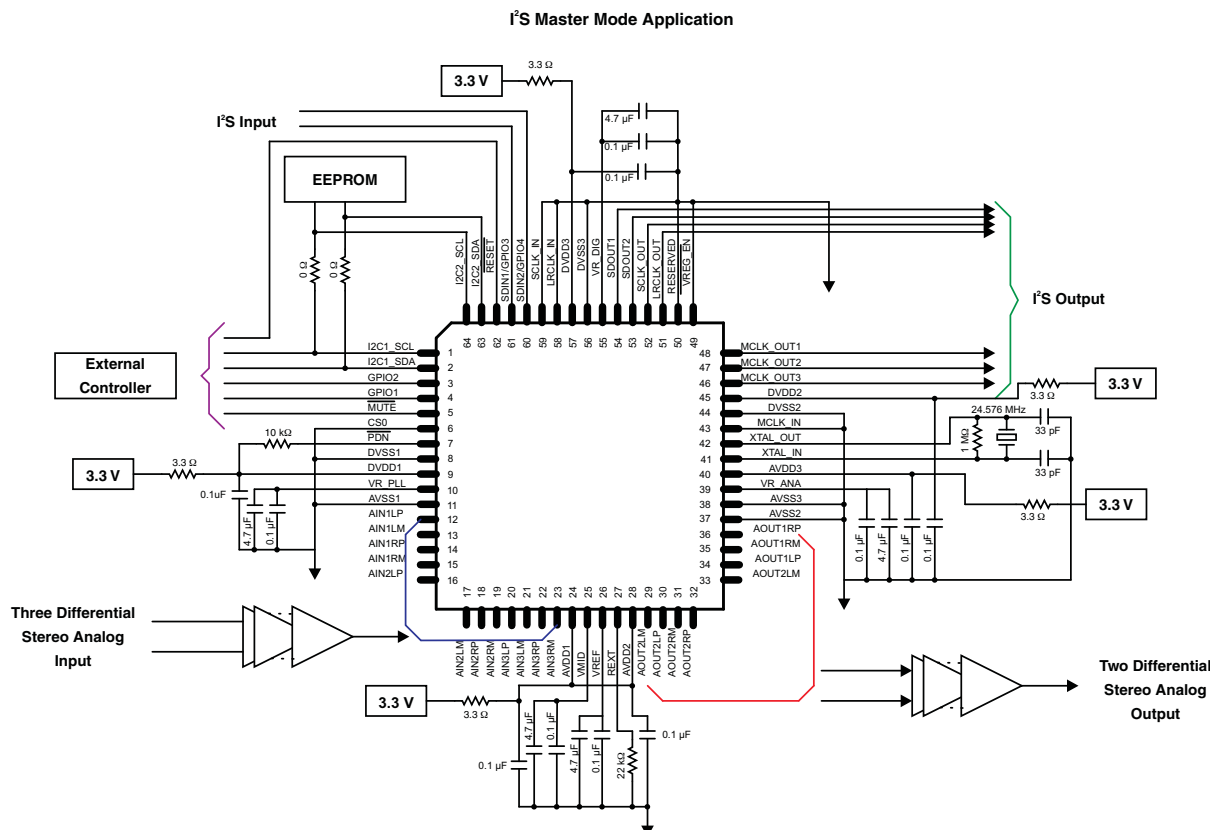 I²S Master Mode Application
3.3 V
3.3 Ω
I²S Input
4.7 µF
0.1 µF
0.1 µF
EEPROM
0 Ω
0 Ω
I2C2_SCL
I2C2_SDA
RESET
SDIN1/GPIO3
SDIN2/GPIO4
SCLK_IN
LRCLK_IN
DVDD3
DVSS3
VR_DIG
SDOUT1
SDOUT2
SCLK_OUT
LRCLK_OUT
RESERVED
VREG_EN
64
63
62
61
60
59
58
57
56
55
54
53
52
51
50
49
I²S Output
External
Controller
I2C1_SCL
1
I2C1_SDA
2
GPIO2
3
GPIO1
4
MUTE
5
CS0
6
PDN
7
DVSS1
8
DVDD1
9
VR_PLL
10
AVSS1
11
AIN1LP
12
AIN1LM
13
AIN1RP
14
AIN1RM
15
AIN2LP
16
10 kΩ
3.3 V
3.3 Ω
0.1uF
4.7 µF
0.1 µF
48
MCLK_OUT1
47
MCLK_OUT2
46
MCLK_OUT3
45
DVDD2
44
DVSS2
43
MCLK_IN
42
XTAL_OUT
41
XTAL_IN
40
AVDD3
39
VR_ANA
38
AVSS3
37
AVSS2
36
AOUT1RP
35
AOUT1RM
34
AOUT1LP
33
AOUT2LM
3.3 Ω
3.3 V
24.576 MHz
1 MΩ
33 pF
33 pF
3.3 Ω
3.3 V
0.1 µF
4.7 µF
0.1 µF
0.1 µF
17
18
19
20
21
22
23
24
25
26
27
28
29
30
31
32
AIN2LM
AIN2RP
AIN2RM
AIN3LP
AIN3LM
AIN3RP
AIN3RM
AVDD1
VMID
VREF
REXT
AVDD2
AOUT2LM
AOUT2LP
AOUT2RM
AOUT2RP
Three Differential
Stereo Analog
Input
3.3 V
3.3 Ω
0.1 µF
4.7 µF
0.1 µF
4.7 µF
0.1 µF
22 kΩ
0.1 µF
Two Differential
Stereo Analog
Output